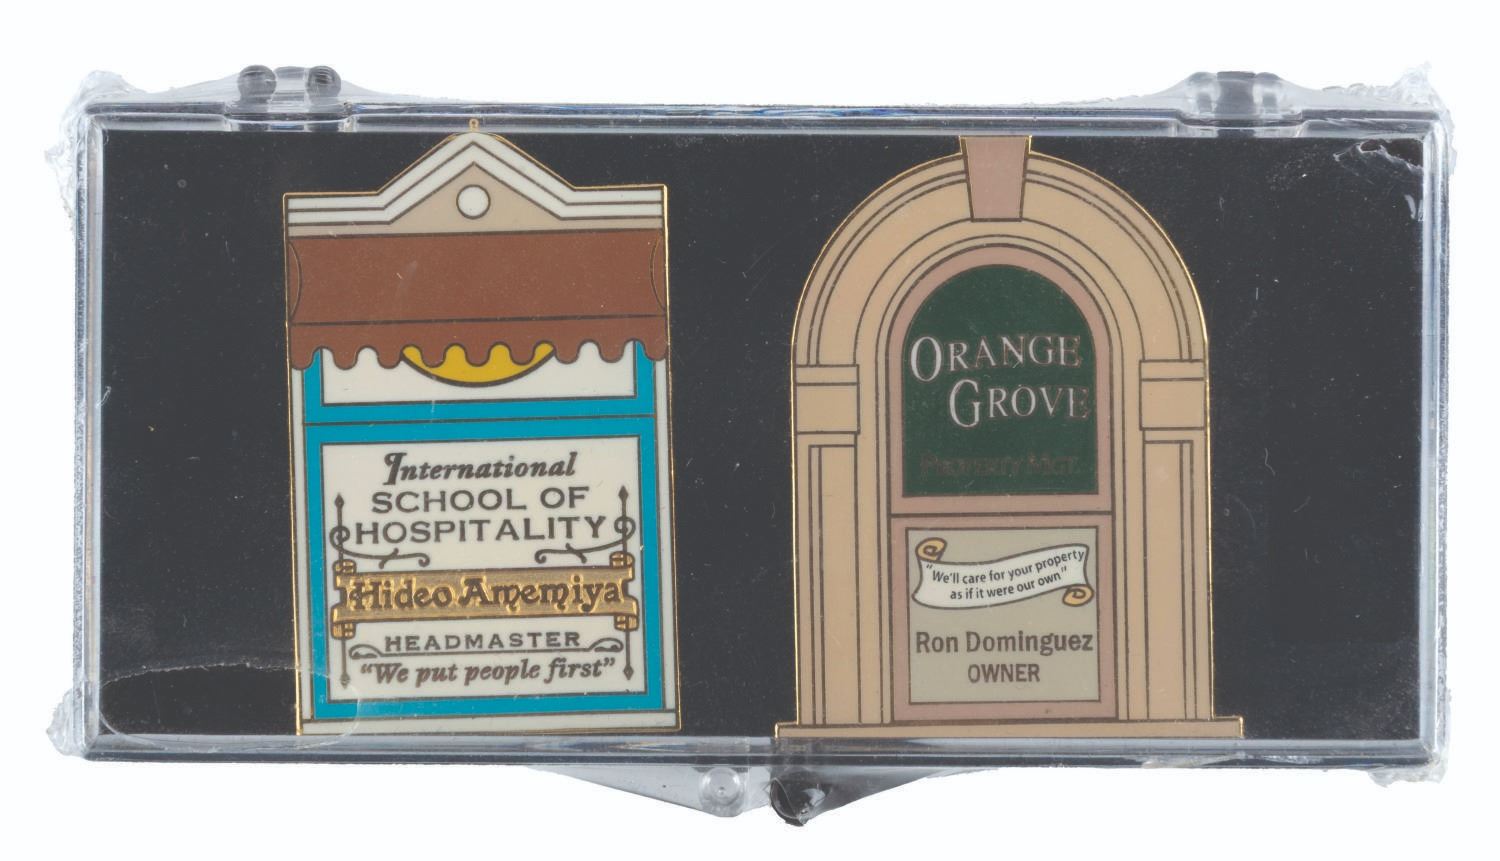 International
SCHOOL OF
HOSPITALITY
Hideo Amemiya
HEADMASTER
"We put people first"
ORANGE
GROVE
PROPERTY MGT.
"We'll care for your property
as if it were our own"
Ron Dominguez
OWNER